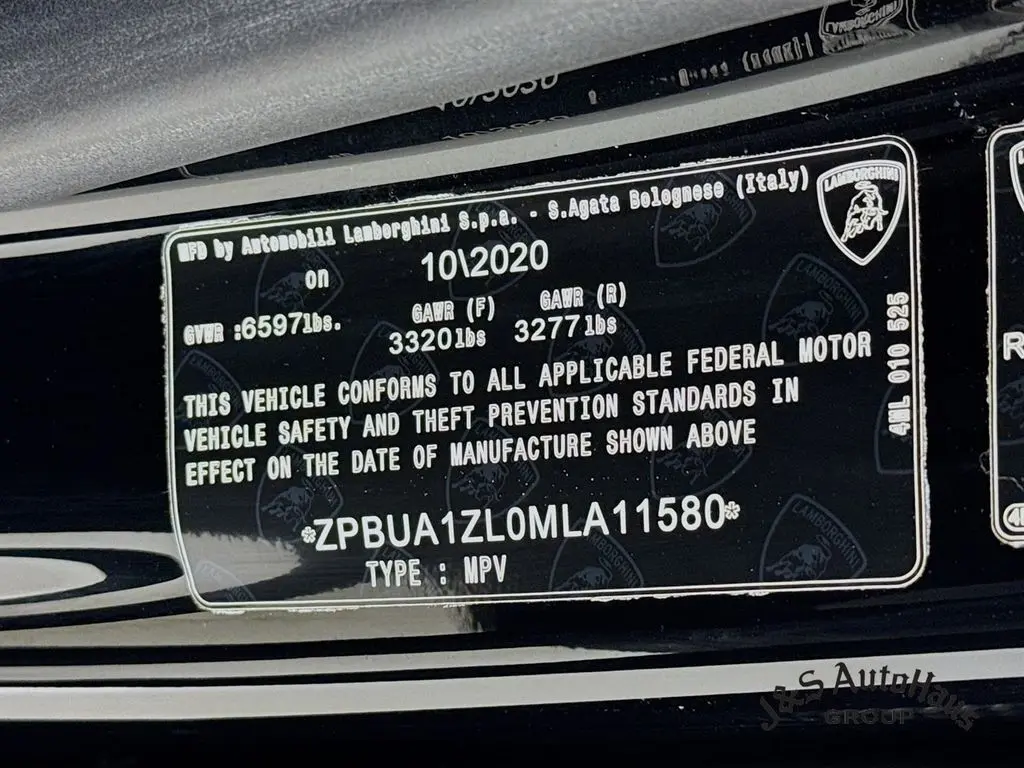 MFD by Automobili Lamborghini S.p.a. - S.Agata Bolognese (Italy)
on 10\2020
GVWR :6597lbs. GAWR (F) 3320lbs GAWR (R) 3277lbs
THIS VEHICLE CONFORMS TO ALL APPLICABLE FEDERAL MOTOR
VEHICLE SAFETY AND THEFT PREVENTION STANDARDS IN
EFFECT ON THE DATE OF MANUFACTURE SHOWN ABOVE
*ZPBUA1ZL0MLA11580*
TYPE : MPV
LAMBORGHINI
4ML 010 525
R
J&S AutoHaus
GROUP